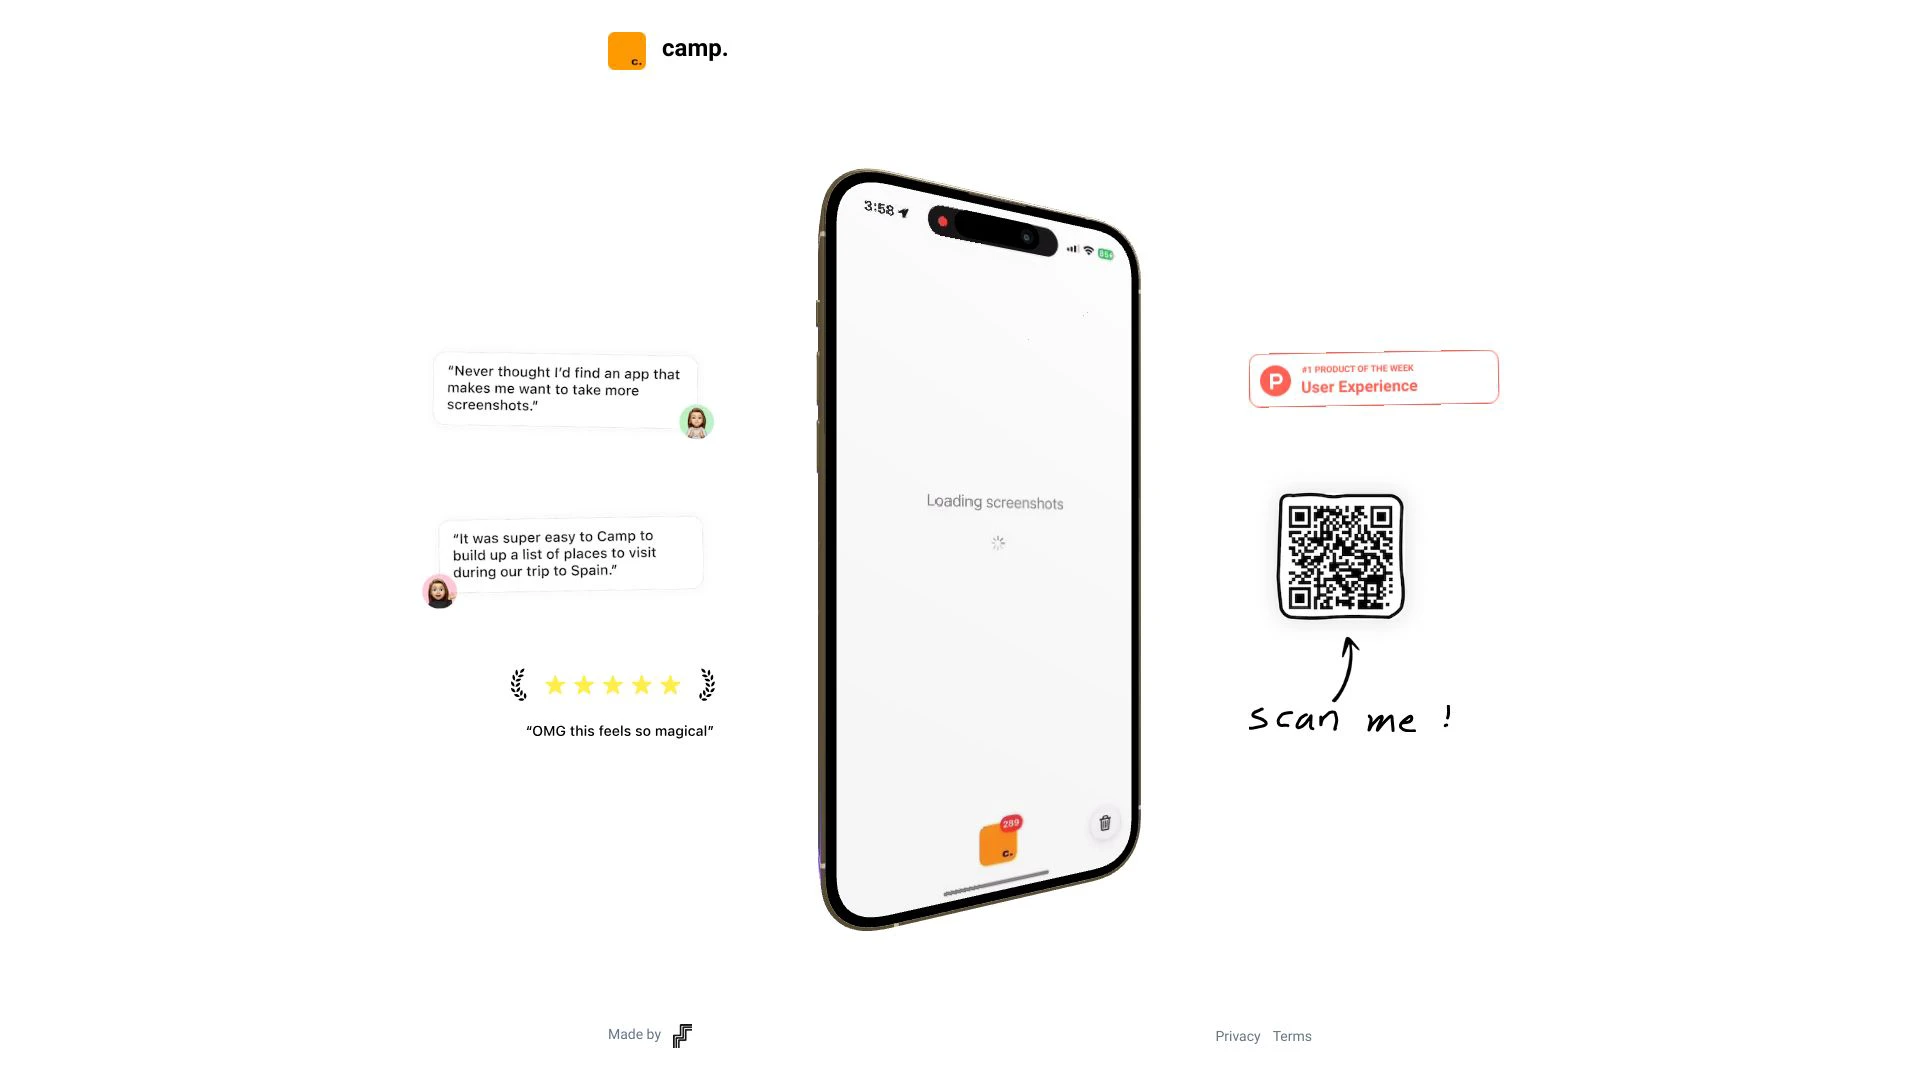 c.
camp.
3:58
“Never thought I’d find an app that
makes me want to take more
screenshots.”
“It was super easy to Camp to
build up a list of places to visit
during our trip to Spain.”
“OMG this feels so magical”
Loading screenshots
289
c.
P
#1 PRODUCT OF THE WEEK
User Experience
scan me !
Made by
Privacy Terms